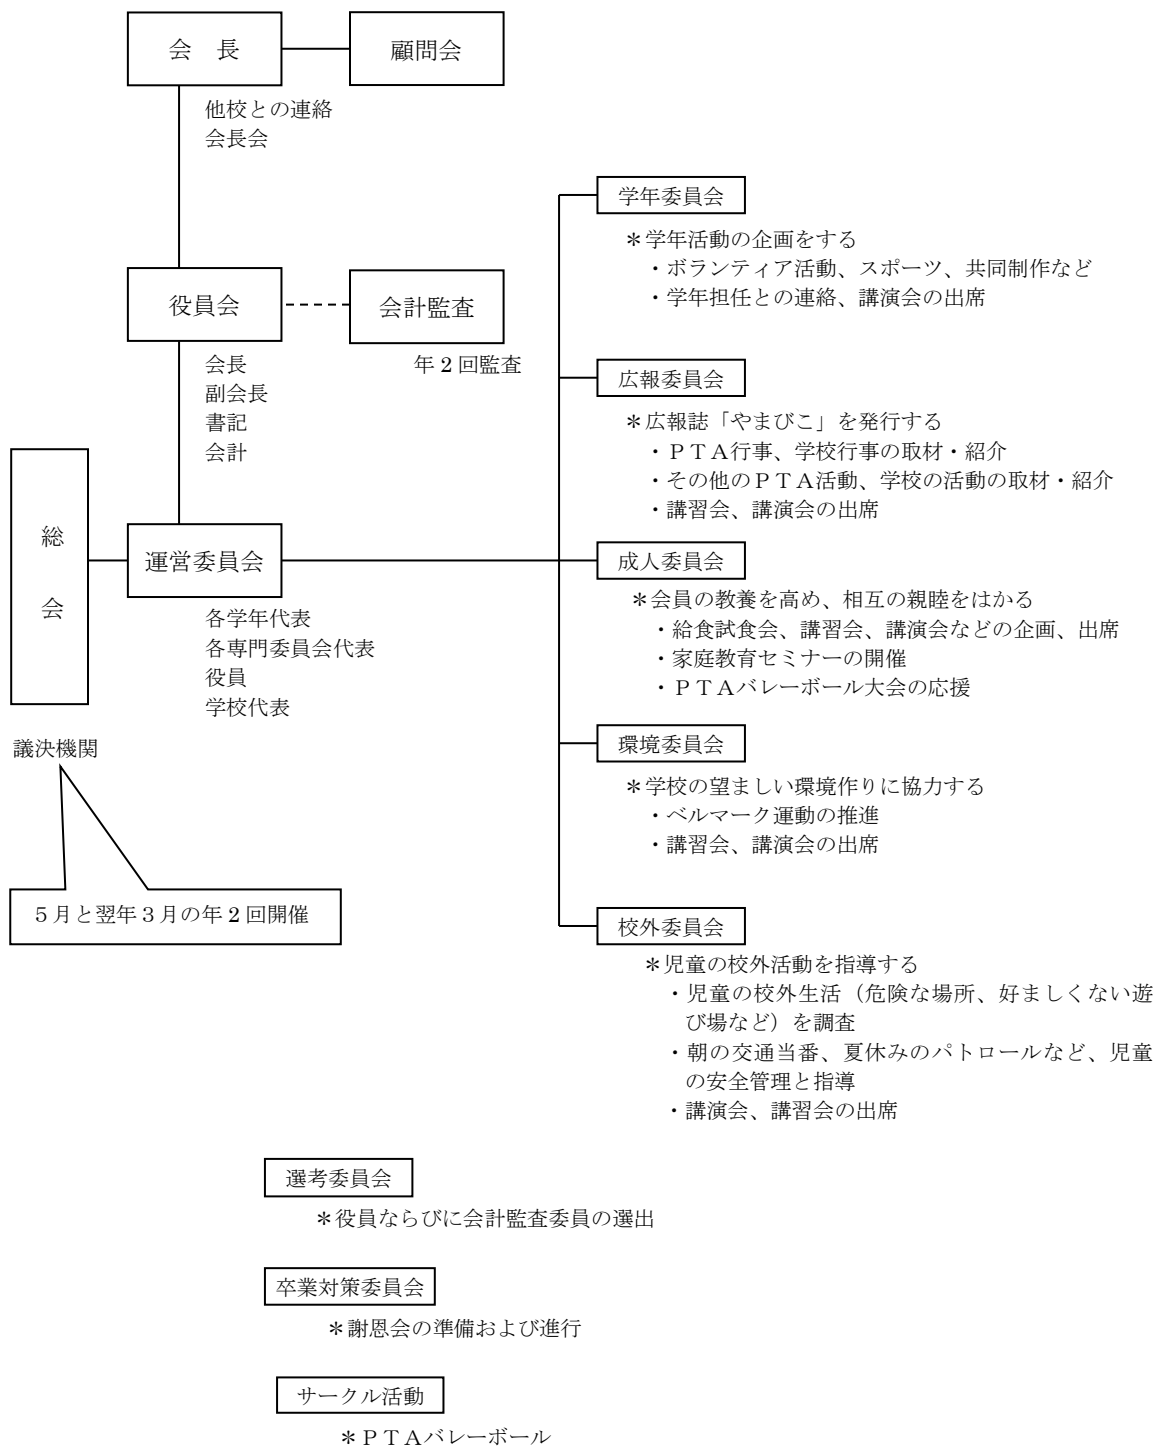 会　長
顧問会
他校との連絡
会長会
役員会
会計監査
年２回監査
会長
副会長
書記
会計
総会
議決機関
５月と翌年３月の年２回開催
運営委員会
各学年代表
各専門委員会代表
役員
学校代表
学年委員会
＊学年活動の企画をする
・ボランティア活動、スポーツ、共同制作など
・学年担任との連絡、講演会の出席
広報委員会
＊広報誌「やまびこ」を発行する
・ＰＴＡ行事、学校行事の取材・紹介
・その他のＰＴＡ活動、学校の活動の取材・紹介
・講習会、講演会の出席
成人委員会
＊会員の教養を高め、相互の親睦をはかる
・給食試食会、講習会、講演会などの企画、出席
・家庭教育セミナーの開催
・ＰＴＡバレーボール大会の応援
環境委員会
＊学校の望ましい環境作りに協力する
・ベルマーク運動の推進
・講習会、講演会の出席
校外委員会
＊児童の校外活動を指導する
・児童の校外生活（危険な場所、好ましくない遊
び場など）を調査
・朝の交通当番、夏休みのパトロールなど、児童
の安全管理と指導
・講演会、講習会の出席
選考委員会
＊役員ならびに会計監査委員の選出
卒業対策委員会
＊謝恩会の準備および進行
サークル活動
＊ＰＴＡバレーボール